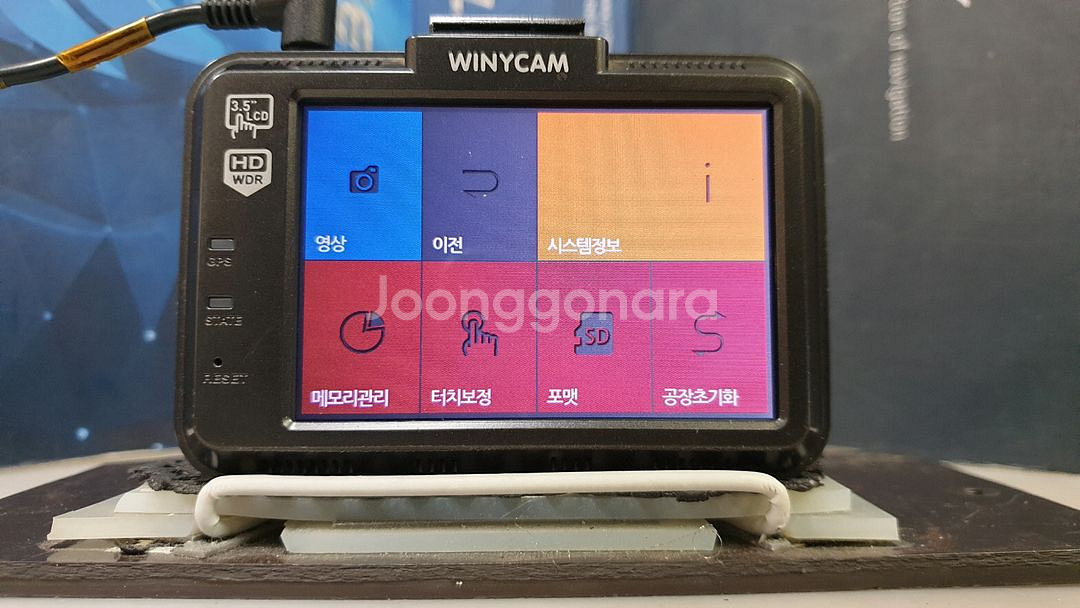 WINYCAM
3.5"
LCD
HD
WDR
GPS
STATE
RESET
영상
이전
시스템정보
메모리관리
터치보정
SD
포맷
공장초기화
Joonggonara